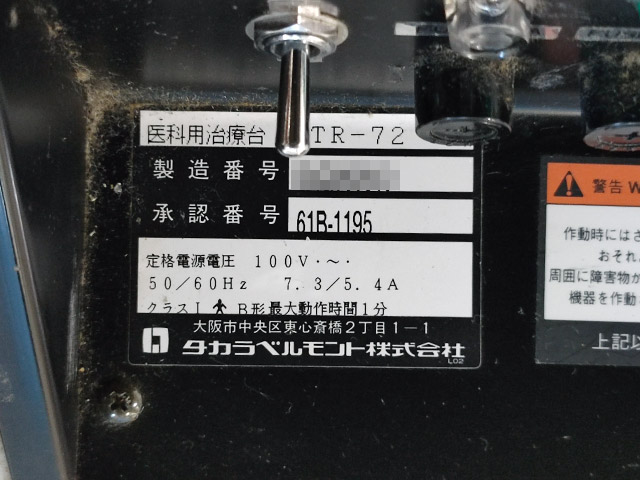 医科用治療台 TR-72
製造番号
承認番号 61B-1195
定格電源電圧 100V・～・
50/60Hz 7.3/5.4A
クラスI B形最大動作時間1分
大阪市中央区東心斎橋2丁目1-1
タカラベルモント株式会社
L02
警告 W
作動時にはさ
おそれ
周囲に障害物か
機器を作動
上記以